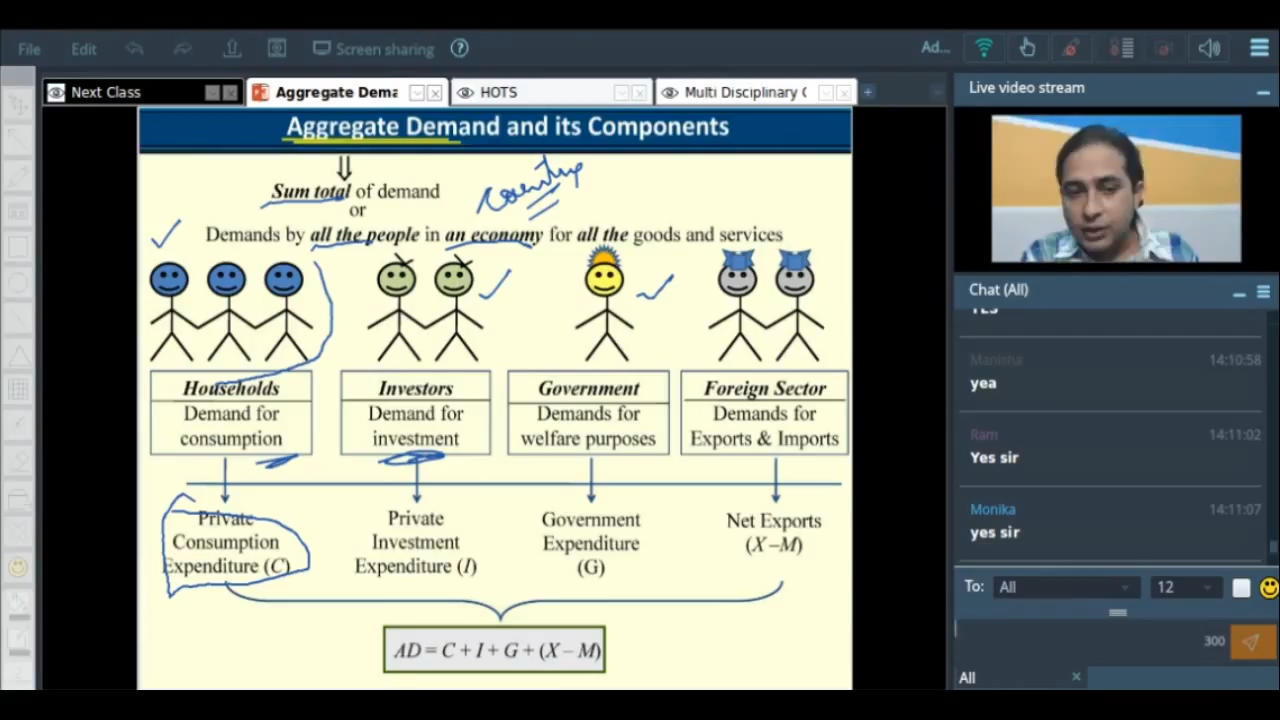 File Edit Screen sharing ? Ad...
Next Class
Aggregate Dema
HOTS
Multi Disciplinary
Live video stream
Aggregate Demand and its Components
Sum total of demand
country
or
Demands by all the people in an economy for all the goods and services
Households
Demand for
consumption
Investors
Demand for
investment
Government
Demands for
welfare purposes
Foreign Sector
Demands for
Exports & Imports
Private
Consumption
Expenditure (C)
Private
Investment
Expenditure (I)
Government
Expenditure
(G)
Net Exports
(X–M)
AD = C + I + G + (X – M)
Chat (All)
YES
Manisha 14:10:58
yea
Ram 14:11:02
Yes sir
Monika 14:11:07
yes sir
To: All 12
300
All